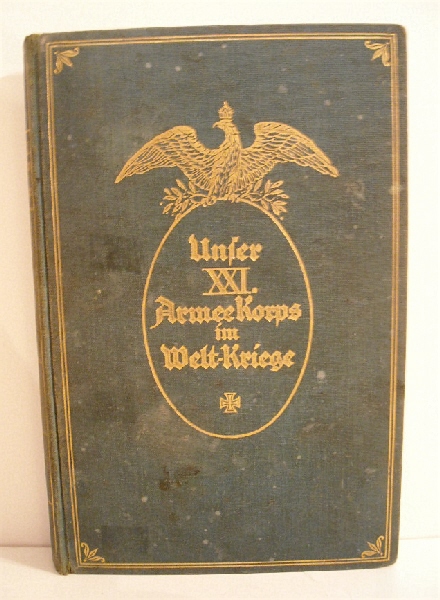 Unser
XXI.
Armee Korps
im
Welt-Kriege